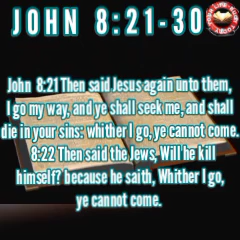 JOHN 8:21-30
John 8:21 Then said Jesus again unto them,
I go my way, and ye shall seek me, and shall
die in your sins: whither I go, ye cannot come.
8:22 Then said the Jews, Will he kill
himself? because he saith, Whither I go,
ye cannot come.